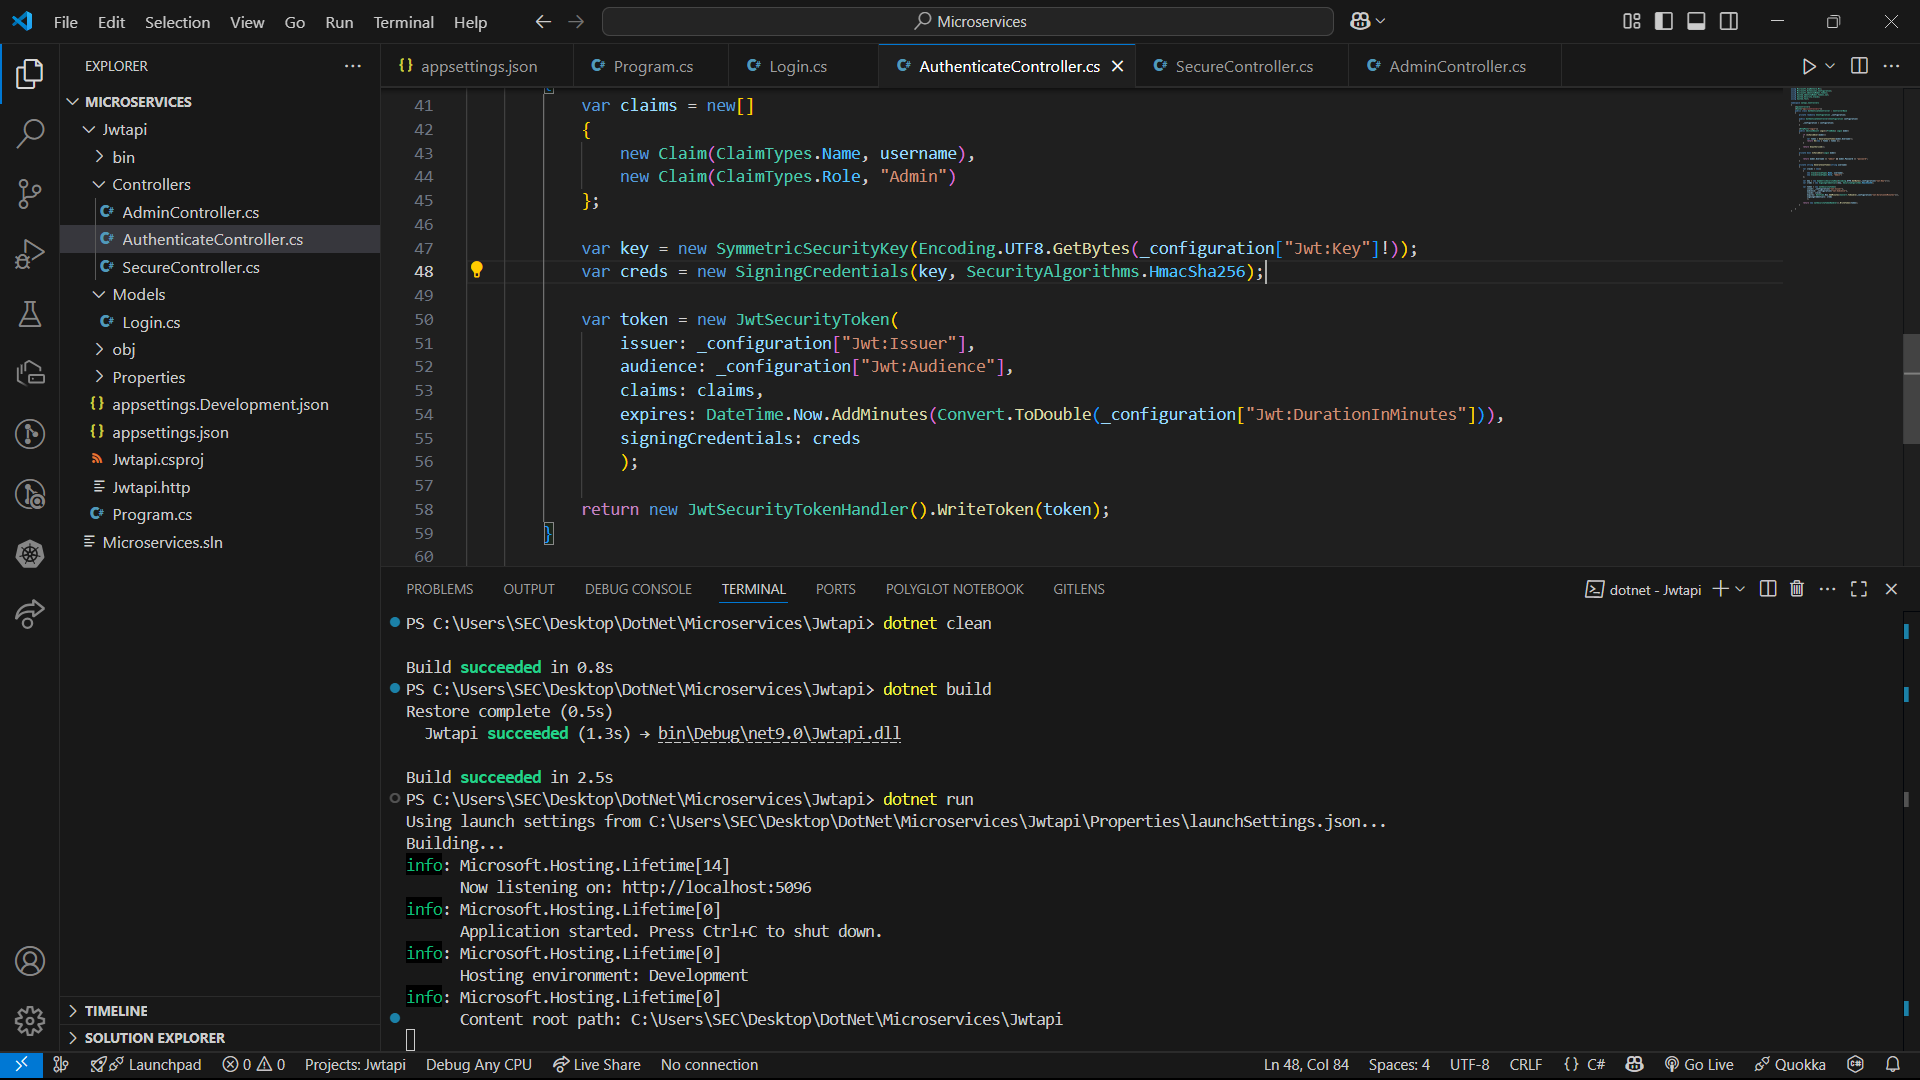 File Edit Selection View Go Run Terminal Help
Microservices
EXPLORER
MICROSERVICES
Jwtapi
bin
Controllers
AdminController.cs
AuthenticateController.cs
SecureController.cs
Models
Login.cs
obj
Properties
appsettings.Development.json
appsettings.json
Jwtapi.csproj
Jwtapi.http
Program.cs
Microservices.sln
TIMELINE
SOLUTION EXPLORER
appsettings.json Program.cs Login.cs AuthenticateController.cs SecureController.cs AdminController.cs
41 var claims = new[]
42 {
43 new Claim(ClaimTypes.Name, username),
44 new Claim(ClaimTypes.Role, "Admin")
45 };
46
47 var key = new SymmetricSecurityKey(Encoding.UTF8.GetBytes(_configuration["Jwt:Key"]!));
48 var creds = new SigningCredentials(key, SecurityAlgorithms.HmacSha256);
49
50 var token = new JwtSecurityToken(
51 issuer: _configuration["Jwt:Issuer"],
52 audience: _configuration["Jwt:Audience"],
53 claims: claims,
54 expires: DateTime.Now.AddMinutes(Convert.ToDouble(_configuration["Jwt:DurationInMinutes"])),
55 signingCredentials: creds
56 );
57
58 return new JwtSecurityTokenHandler().WriteToken(token);
59 }
60
PROBLEMS OUTPUT DEBUG CONSOLE TERMINAL PORTS POLYGLOT NOTEBOOK GITLENS
dotnet - Jwtapi
PS C:\Users\SEC\Desktop\DotNet\Microservices\Jwtapi> dotnet clean
Build succeeded in 0.8s
PS C:\Users\SEC\Desktop\DotNet\Microservices\Jwtapi> dotnet build
Restore complete (0.5s)
Jwtapi succeeded (1.3s) → bin\Debug\net9.0\Jwtapi.dll
Build succeeded in 2.5s
PS C:\Users\SEC\Desktop\DotNet\Microservices\Jwtapi> dotnet run
Using launch settings from C:\Users\SEC\Desktop\DotNet\Microservices\Jwtapi\Properties\launchSettings.json...
Building...
info: Microsoft.Hosting.Lifetime[14]
Now listening on: http://localhost:5096
info: Microsoft.Hosting.Lifetime[0]
Application started. Press Ctrl+C to shut down.
info: Microsoft.Hosting.Lifetime[0]
Hosting environment: Development
info: Microsoft.Hosting.Lifetime[0]
Content root path: C:\Users\SEC\Desktop\DotNet\Microservices\Jwtapi
Launchpad 0 0 Projects: Jwtapi Debug Any CPU Live Share No connection Ln 48, Col 84 Spaces: 4 UTF-8 CRLF {} C# Go Live Quokka